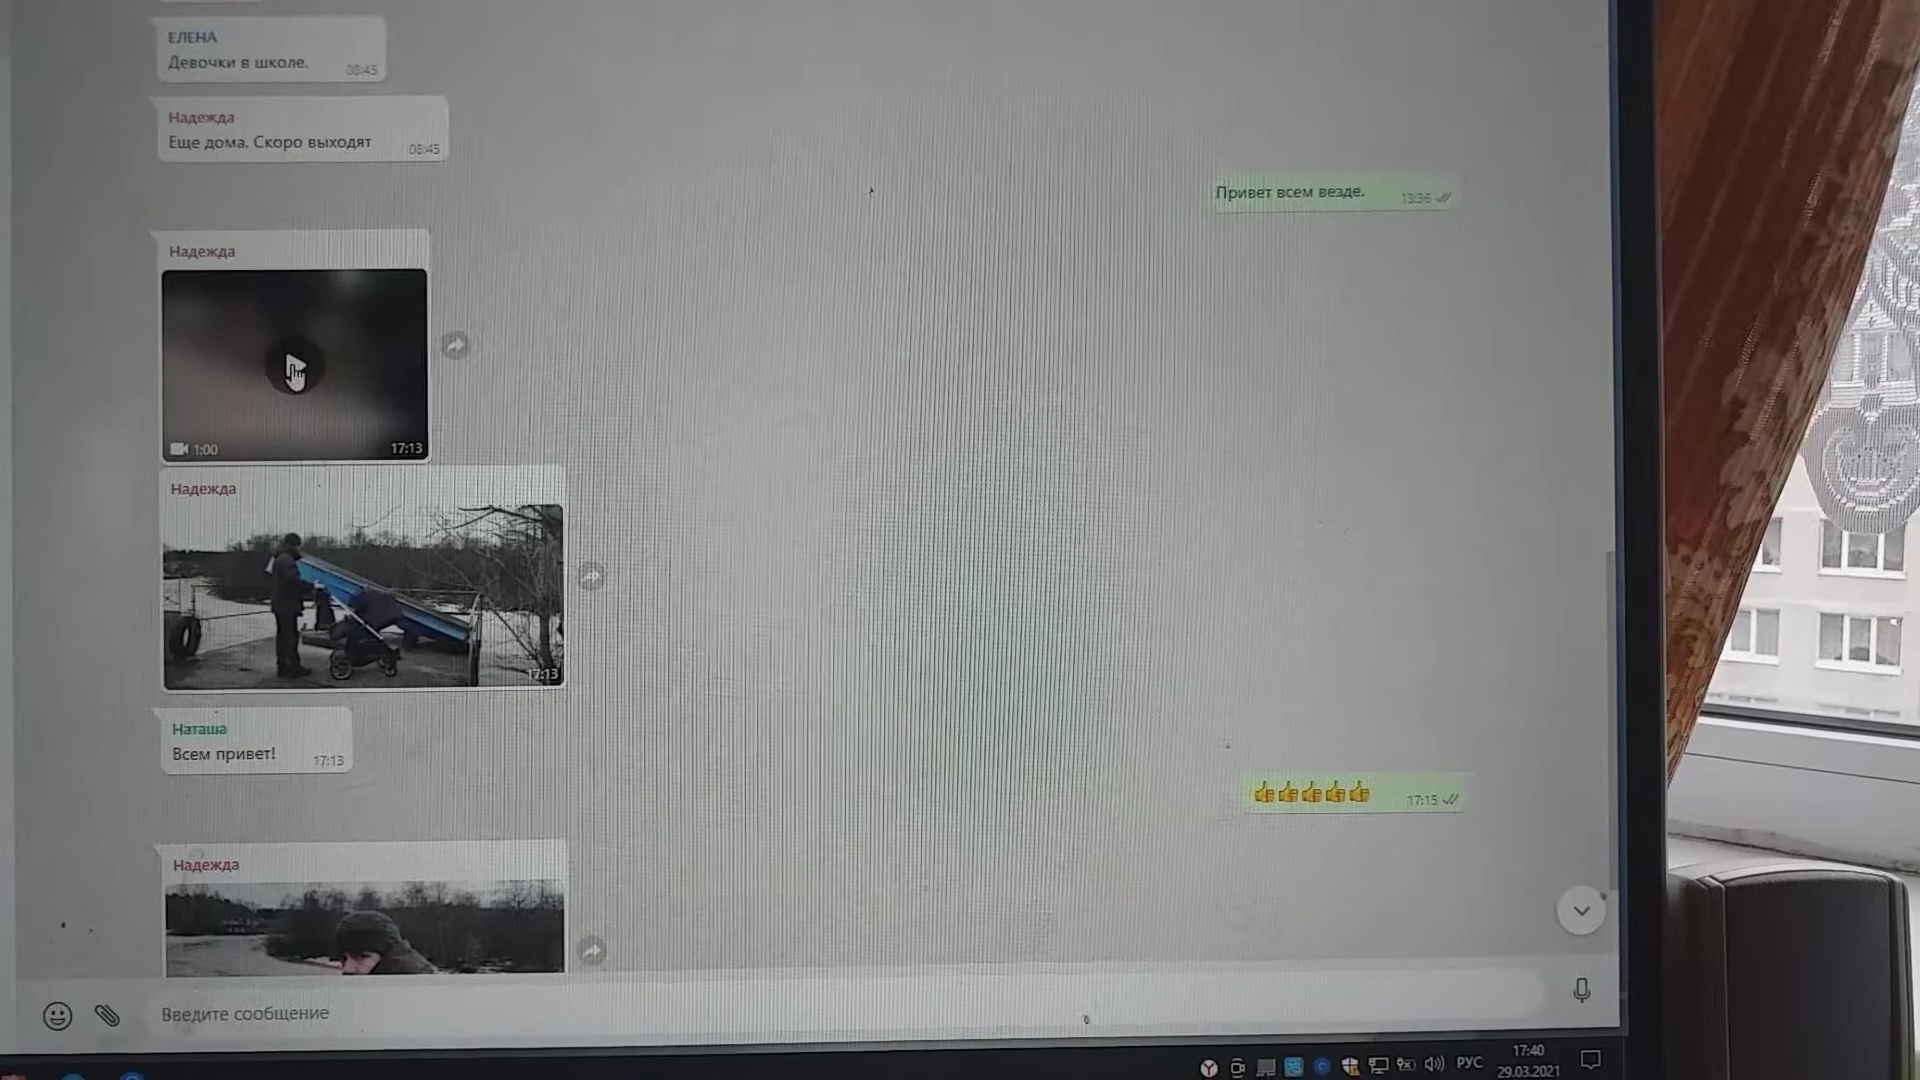 ЕЛЕНА
Девочки в школе.
08:45
Надежда
Еще дома. Скоро выходят
08:45
Привет всем везде.
13:36
Надежда
1:00
17:13
Надежда
17:13
Наташа
Всем привет!
17:13
👍👍👍👍👍
17:15
Надежда
Введите сообщение
РУС
17:40
29.03.2021